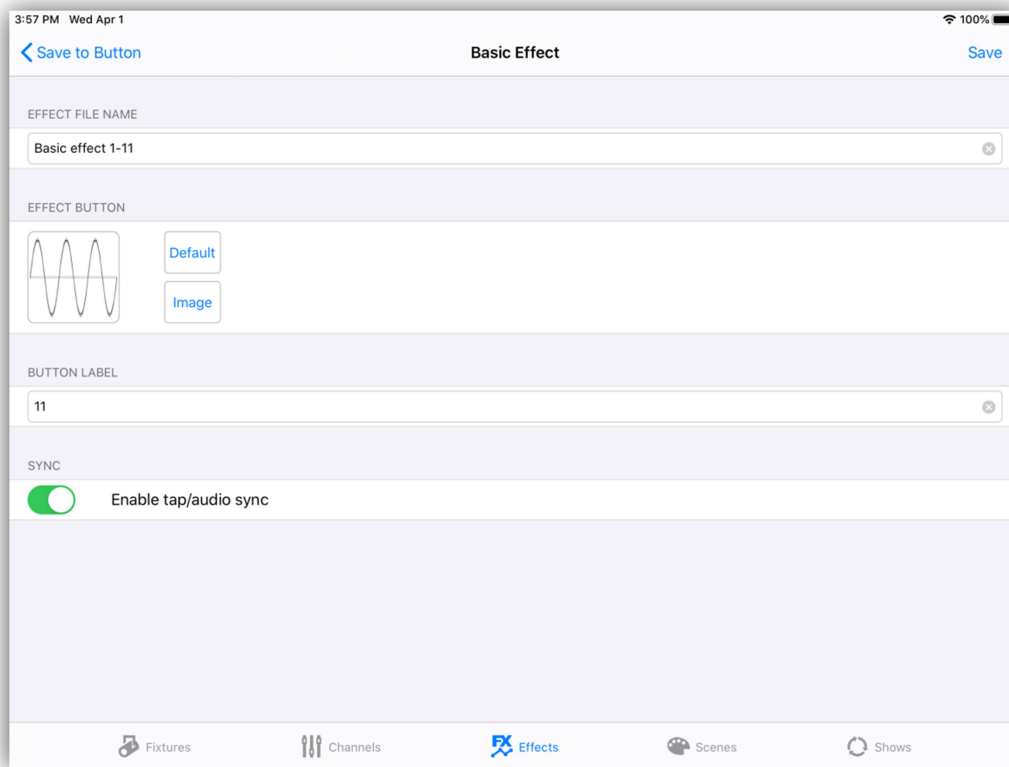 3:57 PM Wed Apr 1
100%
Save to Button
Basic Effect
Save
EFFECT FILE NAME
Basic effect 1-11
EFFECT BUTTON
Default
Image
BUTTON LABEL
11
SYNC
Enable tap/audio sync
Fixtures
Channels
FX
Effects
Scenes
Shows